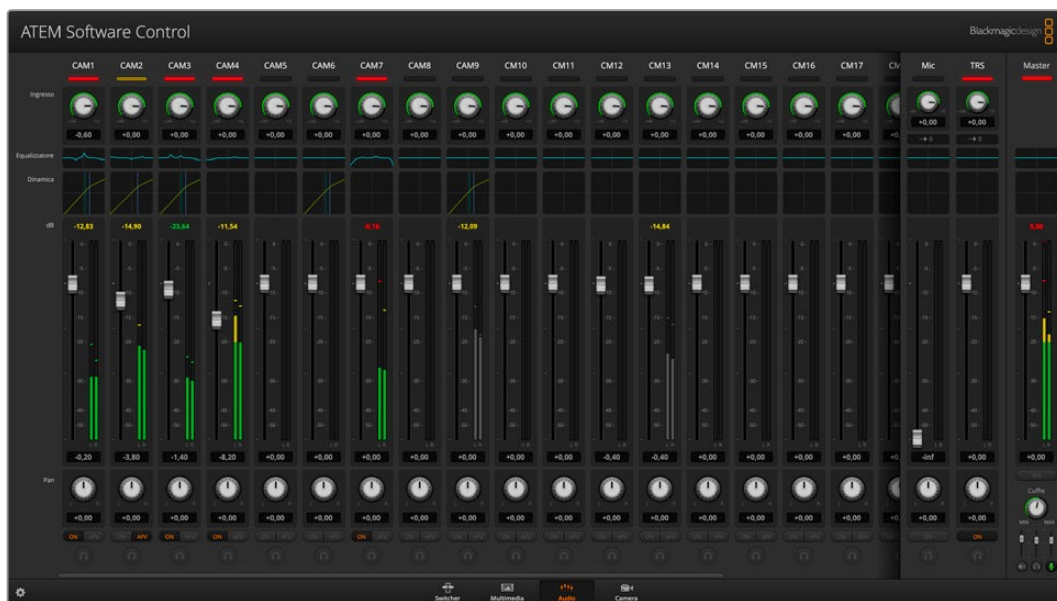 ATEM Software Control
Blackmagicdesign
CAM1 CAM2 CAM3 CAM4 CAM5 CAM6 CAM7 CAM8 CAM9 CM10 CM11 CM12 CM13 CM14 CM15 CM16 CM17 Mic TRS Master
Ingresso
-0,60 +0,00 +0,00 +0,00 +0,00 +0,00 +0,00 +0,00 +0,00 +0,00 +0,00 +0,00 +0,00 +0,00 +0,00 +0,00 +0,00 +0,00 +0,00
Equalizzatore
Dinamica
dB
-12,83 -14,90 -23,64 -11,54 -12,09 -14,84 0,00
-0,20 -3,80 -1,40 -8,20 +0,00 +0,00 +0,00 +0,00 +0,00 +0,00 +0,00 -0,40 -0,40 +0,00 +0,00 +0,00 +0,00 -inf +0,00 +0,00
Pan
+0,00 +0,00 +0,00 +0,00 +0,00 +0,00 +0,00 +0,00 +0,00 +0,00 +0,00 +0,00 +0,00 +0,00 +0,00 +0,00 +0,00 +0,00 +0,00
Cuffie
MIN MAX
ON AFV ON ON ON ON
Switcher Multimedia Audio Camera